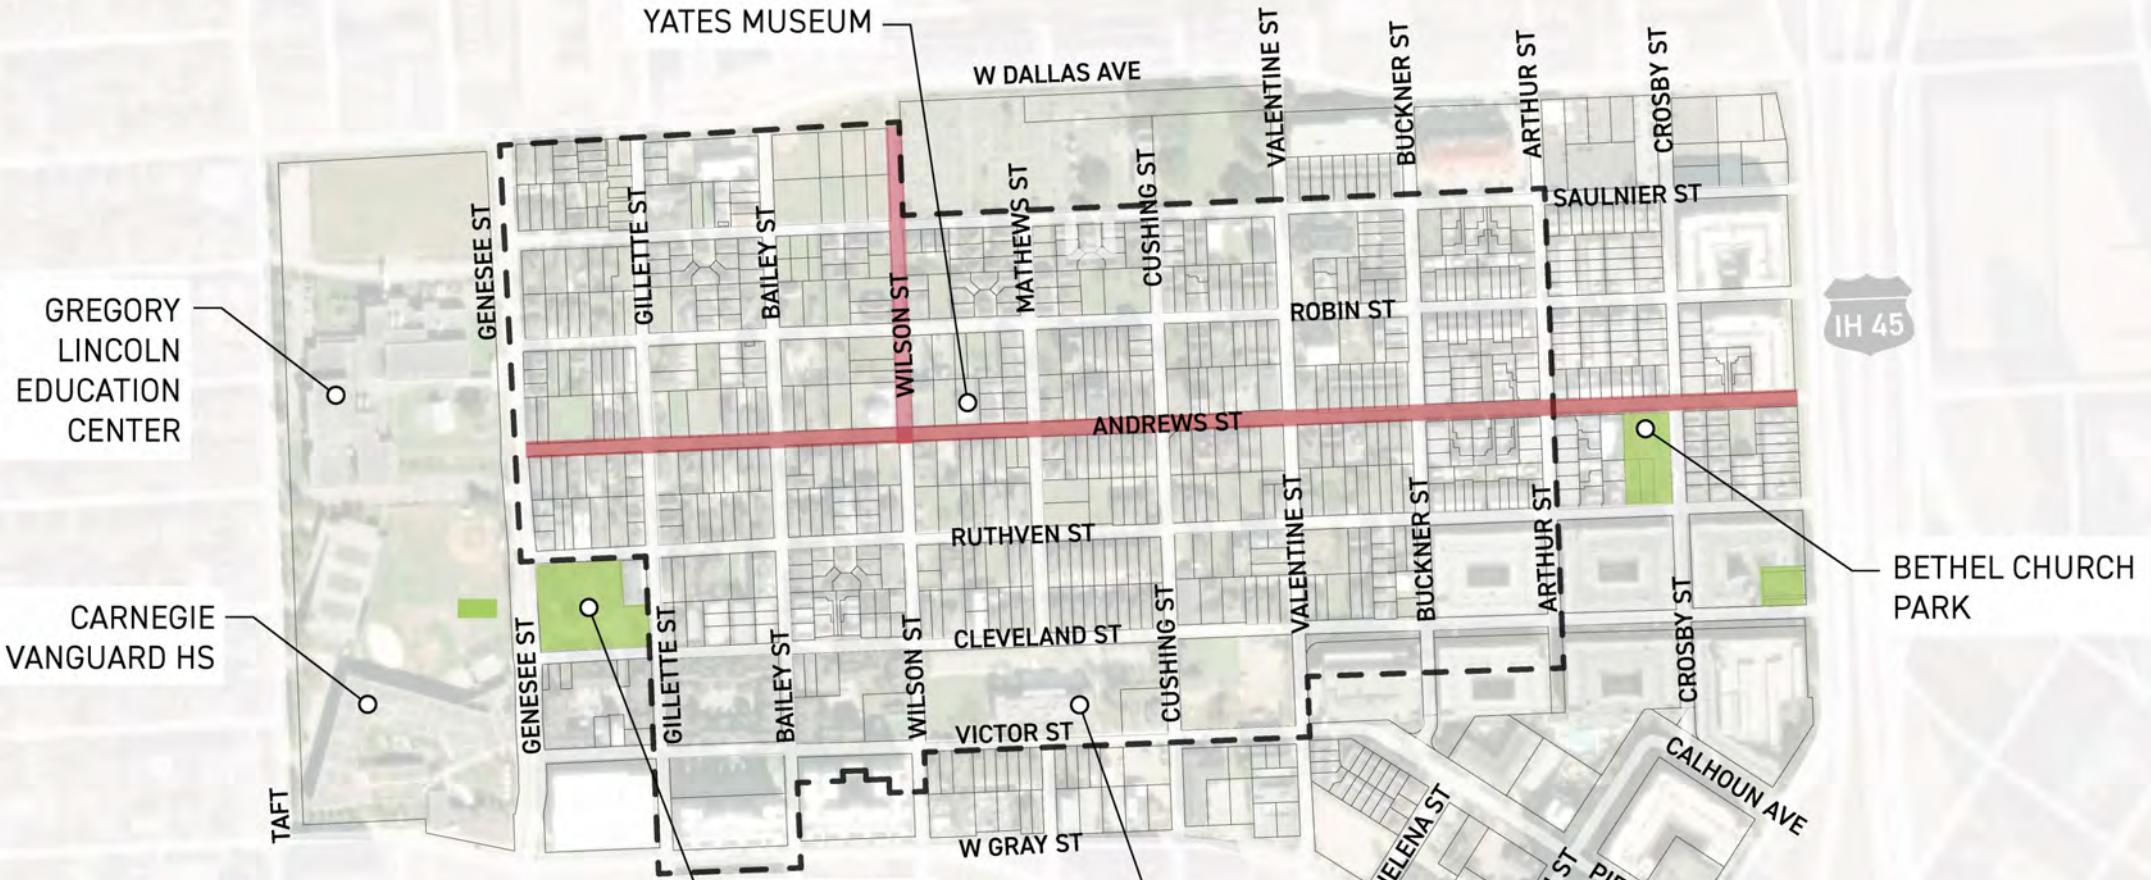 YATES MUSEUM
W DALLAS AVE
VALENTINE ST
BUCKNER ST
ARTHUR ST
CROSBY ST
SAULNIER ST
GENESEE ST
GILLETTE ST
BAILEY ST
WILSON ST
MATHEWS ST
CUSHING ST
ROBIN ST
IH 45
GREGORY
LINCOLN
EDUCATION
CENTER
ANDREWS ST
RUTHVEN ST
VALENTINE ST
BUCKNER ST
ARTHUR ST
BETHEL CHURCH
PARK
CARNEGIE
VANGUARD HS
GENESEE ST
GILLETTE ST
BAILEY ST
WILSON ST
CLEVELAND ST
CUSHING ST
CROSBY ST
VICTOR ST
CALHOUN AVE
TAFT
W GRAY ST
HELENA ST
ST